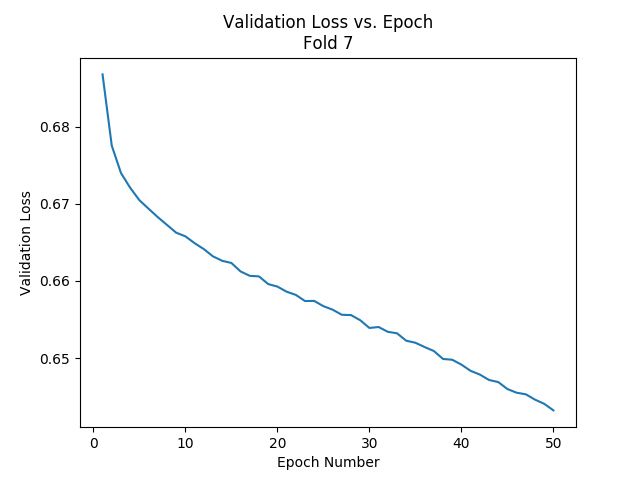 Validation Loss vs. Epoch
Fold 7
0.68
0.67
0.66
0.65
Validation Loss
0 10 20 30 40 50
Epoch Number